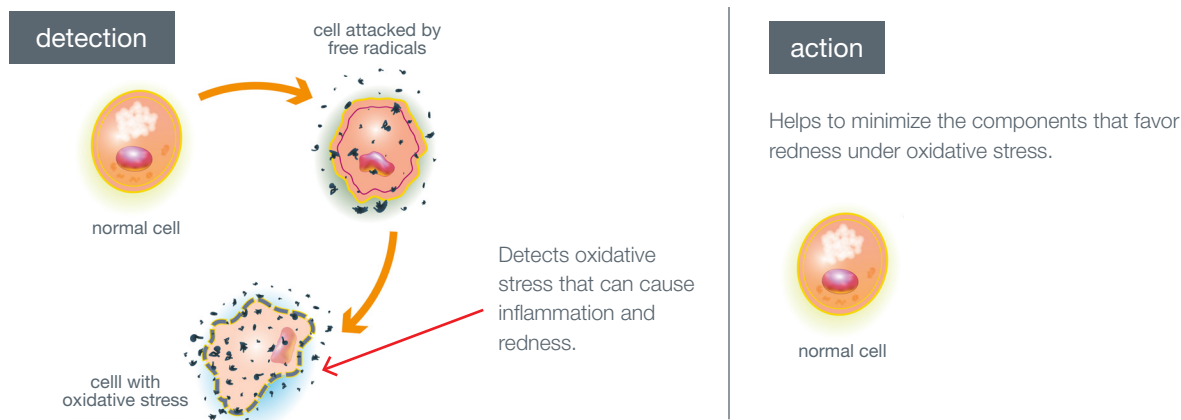 detection
cell attacked by
free radicals
normal cell
Detects oxidative
stress that can cause
inflammation and
redness.
celll with
oxidative stress
action
Helps to minimize the components that favor
redness under oxidative stress.
normal cell